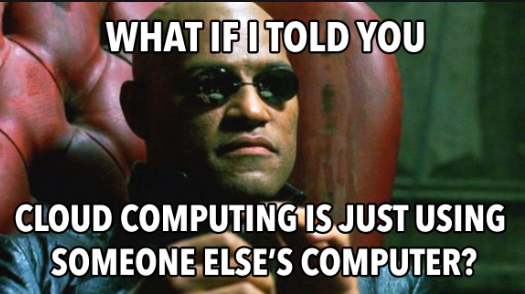 WHAT IF I TOLD YOU
CLOUD COMPUTING IS JUST USING
SOMEONE ELSE'S COMPUTER?